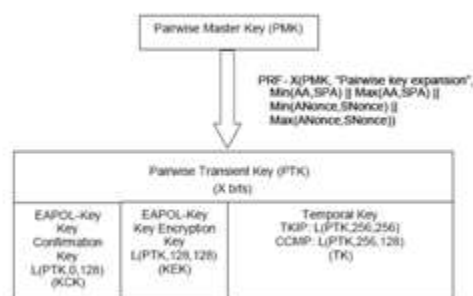 Pairwise Master Key (PMK)
PRF- X(PMK, "Pairwise key expansion",
Min(AA,SPA) || Max(AA,SPA) ||
Min(ANonce,SNonce) ||
Max(ANonce,SNonce))
Pairwise Transient Key (PTK)
(X bits)
EAPOL-Key
Key
Confirmation
Key
L(PTK,0,128)
(KCK)
EAPOL-Key
Key Encryption
Key
L(PTK,128,128)
(KEK)
Temporal Key
TKIP: L(PTK,256,256)
CCMP: L(PTK,256,128)
(TK)